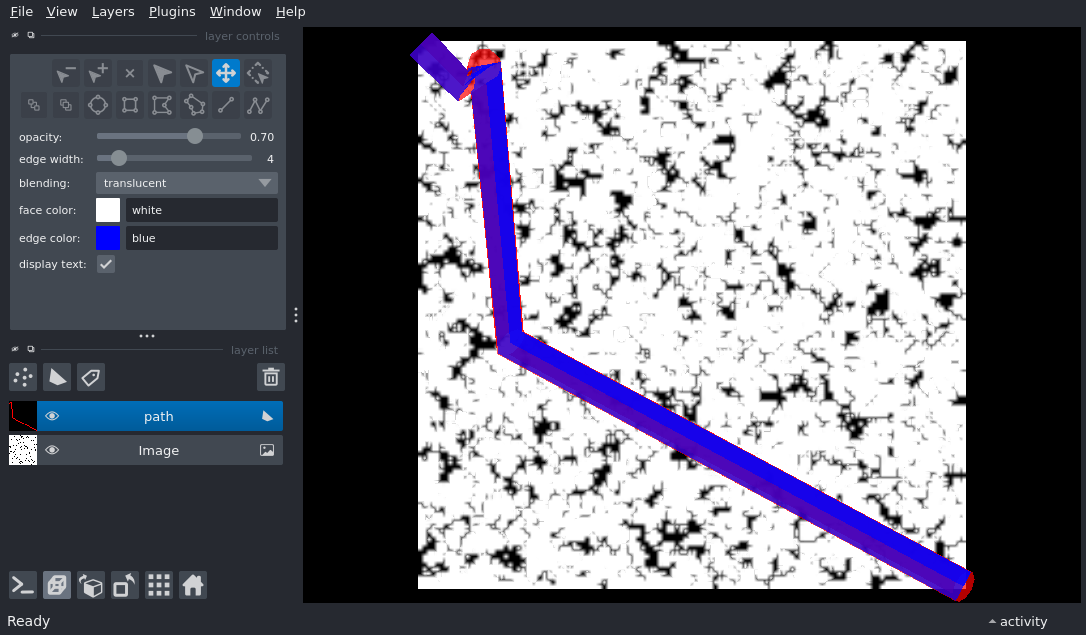 File View Layers Plugins Window Help
layer controls
opacity: 0.70
edge width: 4
blending: translucent
face color: white
edge color: blue
display text:
layer list
path
Image
Ready activity